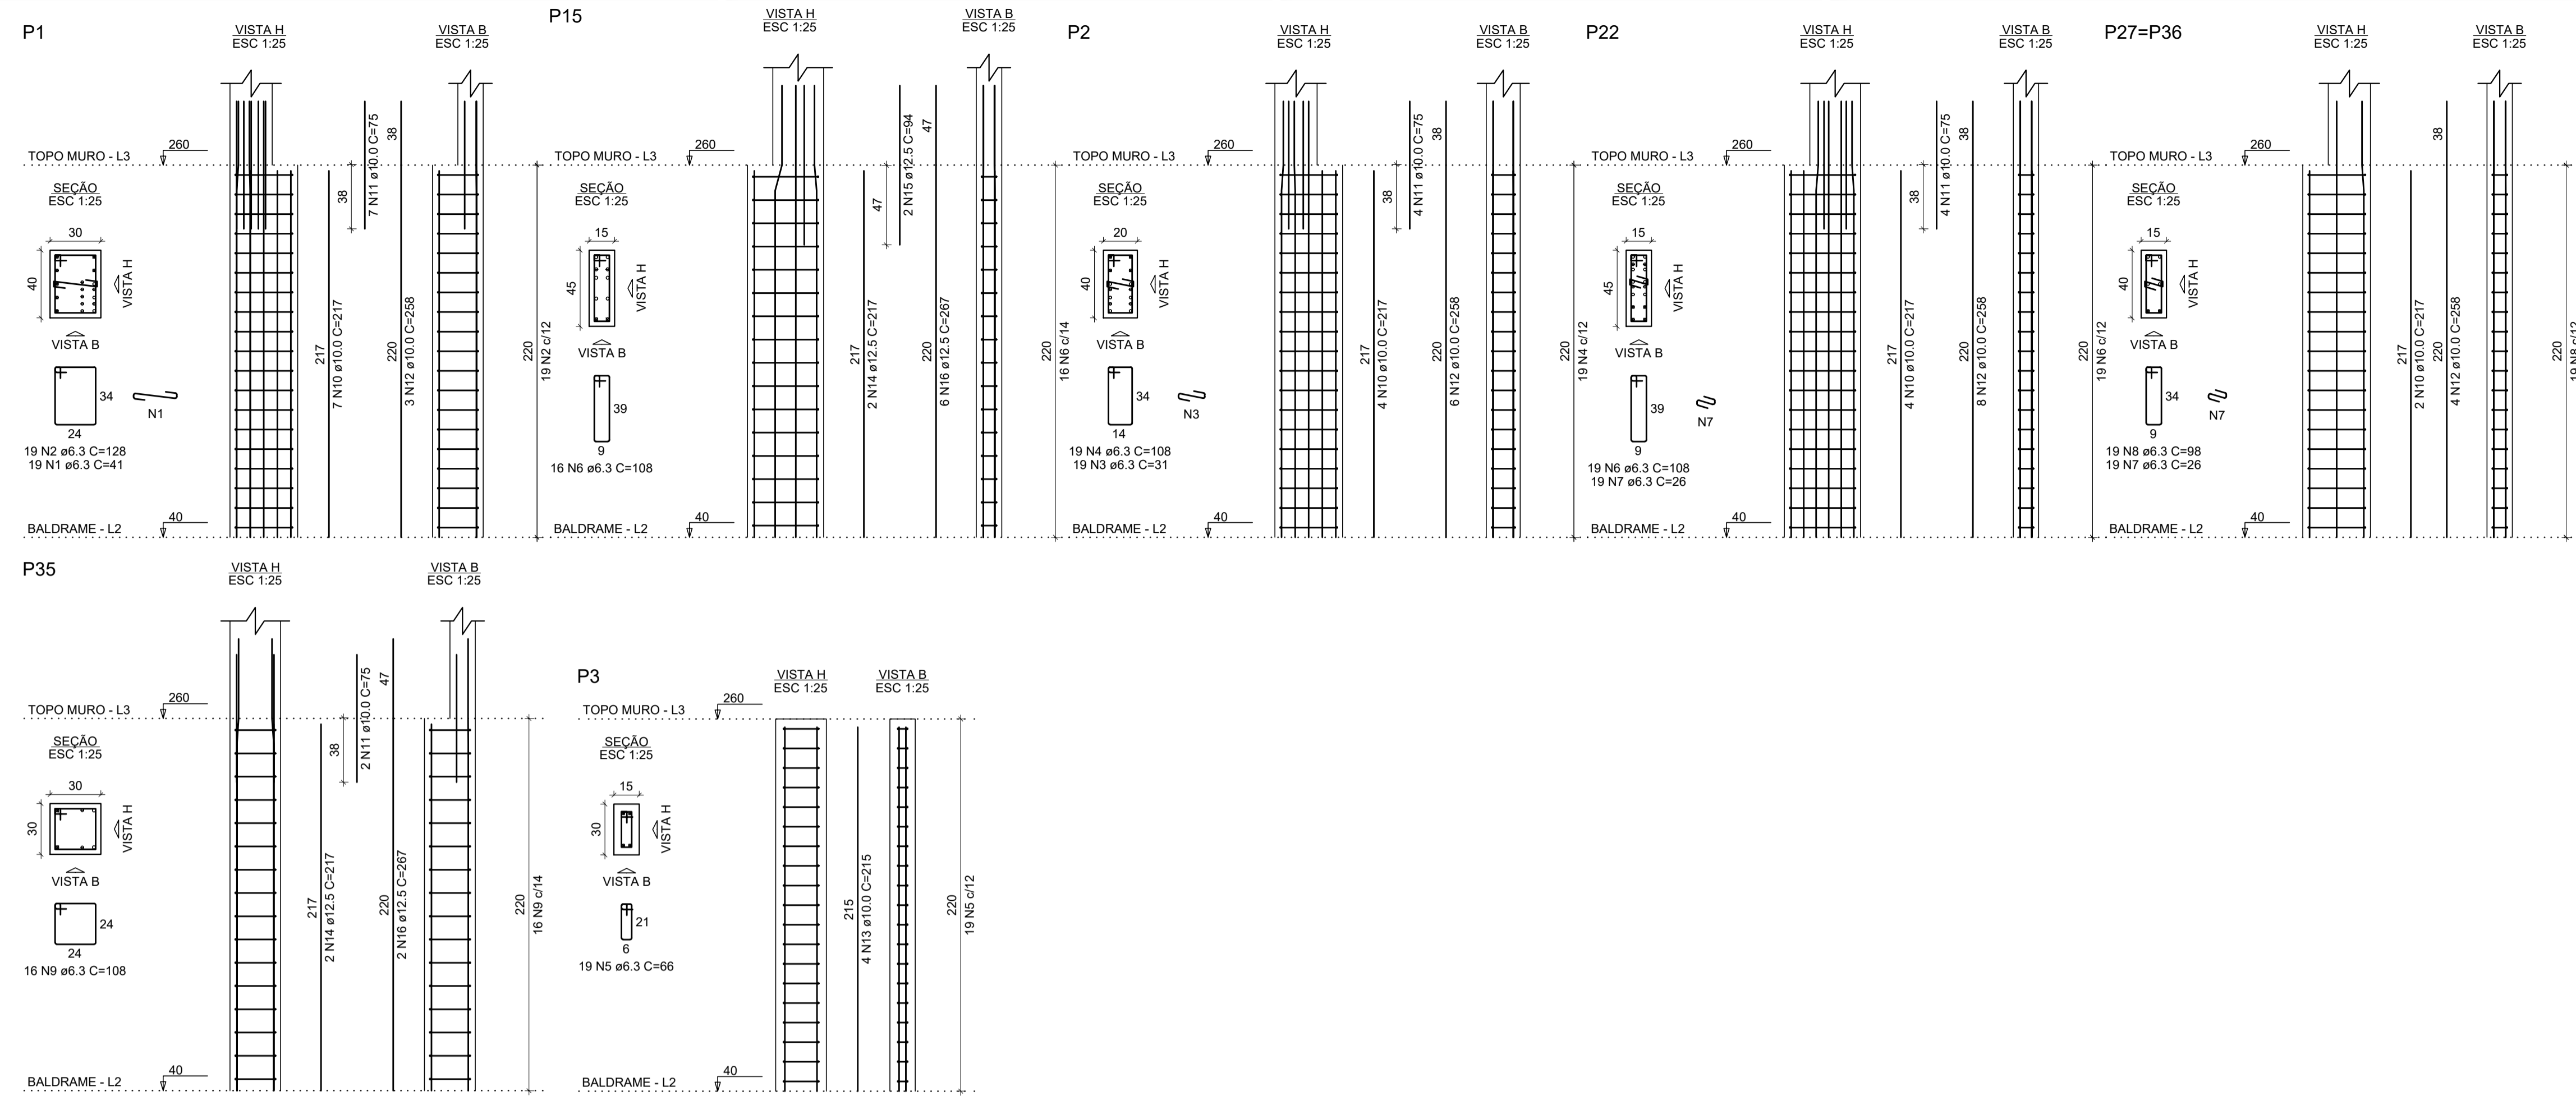 P1
VISTA H
ESC 1:25
VISTA B
ESC 1:25
TOPO MURO - L3
260
SEÇÃO
ESC 1:25
30
40
VISTA H
VISTA B
34
24
N1
19 N2 ø6.3 C=128
19 N1 ø6.3 C=41
BALDRAME - L2
40
217
7 N10 ø10.0 C=217
38
7 N11 ø10.0 C=75
38
220
3 N12 ø10.0 C=258
220
19 N2 c/12
P15
VISTA H
ESC 1:25
VISTA B
ESC 1:25
TOPO MURO - L3
260
SEÇÃO
ESC 1:25
15
45
VISTA H
VISTA B
39
9
16 N6 ø6.3 C=108
BALDRAME - L2
40
217
2 N14 ø12.5 C=217
47
2 N15 ø12.5 C=94
47
220
6 N16 ø12.5 C=267
220
16 N6 c/14
P2
VISTA H
ESC 1:25
VISTA B
ESC 1:25
TOPO MURO - L3
260
SEÇÃO
ESC 1:25
20
40
VISTA H
VISTA B
34
14
N3
19 N4 ø6.3 C=108
19 N3 ø6.3 C=31
BALDRAME - L2
40
217
4 N10 ø10.0 C=217
38
4 N11 ø10.0 C=75
38
220
6 N12 ø10.0 C=258
220
19 N4 c/12
P22
VISTA H
ESC 1:25
VISTA B
ESC 1:25
TOPO MURO - L3
260
SEÇÃO
ESC 1:25
15
45
VISTA H
VISTA B
39
9
N7
19 N6 ø6.3 C=108
19 N7 ø6.3 C=26
BALDRAME - L2
40
217
4 N10 ø10.0 C=217
38
4 N11 ø10.0 C=75
38
220
8 N12 ø10.0 C=258
220
19 N6 c/12
P27=P36
VISTA H
ESC 1:25
VISTA B
ESC 1:25
TOPO MURO - L3
260
SEÇÃO
ESC 1:25
15
40
VISTA H
VISTA B
34
9
N7
19 N8 ø6.3 C=98
19 N7 ø6.3 C=26
BALDRAME - L2
40
217
2 N10 ø10.0 C=217
38
220
4 N12 ø10.0 C=258
220
19 N8 c/12
P35
VISTA H
ESC 1:25
VISTA B
ESC 1:25
TOPO MURO - L3
260
SEÇÃO
ESC 1:25
30
30
VISTA H
VISTA B
24
24
16 N9 ø6.3 C=108
BALDRAME - L2
40
217
2 N14 ø12.5 C=217
38
2 N11 ø10.0 C=75
47
220
2 N16 ø12.5 C=267
220
16 N9 c/14
P3
VISTA H
ESC 1:25
VISTA B
ESC 1:25
TOPO MURO - L3
260
SEÇÃO
ESC 1:25
15
30
VISTA H
VISTA B
21
6
19 N5 ø6.3 C=66
BALDRAME - L2
40
215
4 N13 ø10.0 C=215
220
19 N5 c/12